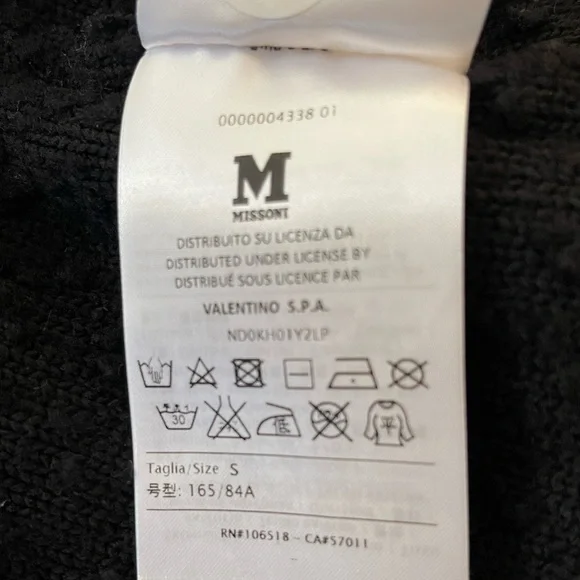 0000004338 01
M
MISSONI
DISTRIBUITO SU LICENZA DA
DISTRIBUTED UNDER LICENSE BY
DISTRIBUÉ SOUS LICENCE PAR
VALENTINO S.P.A.
ND0KH01Y2LP
30 低 平
Taglia/Size S
号型: 165/84A
RN#106518 - CA#57011